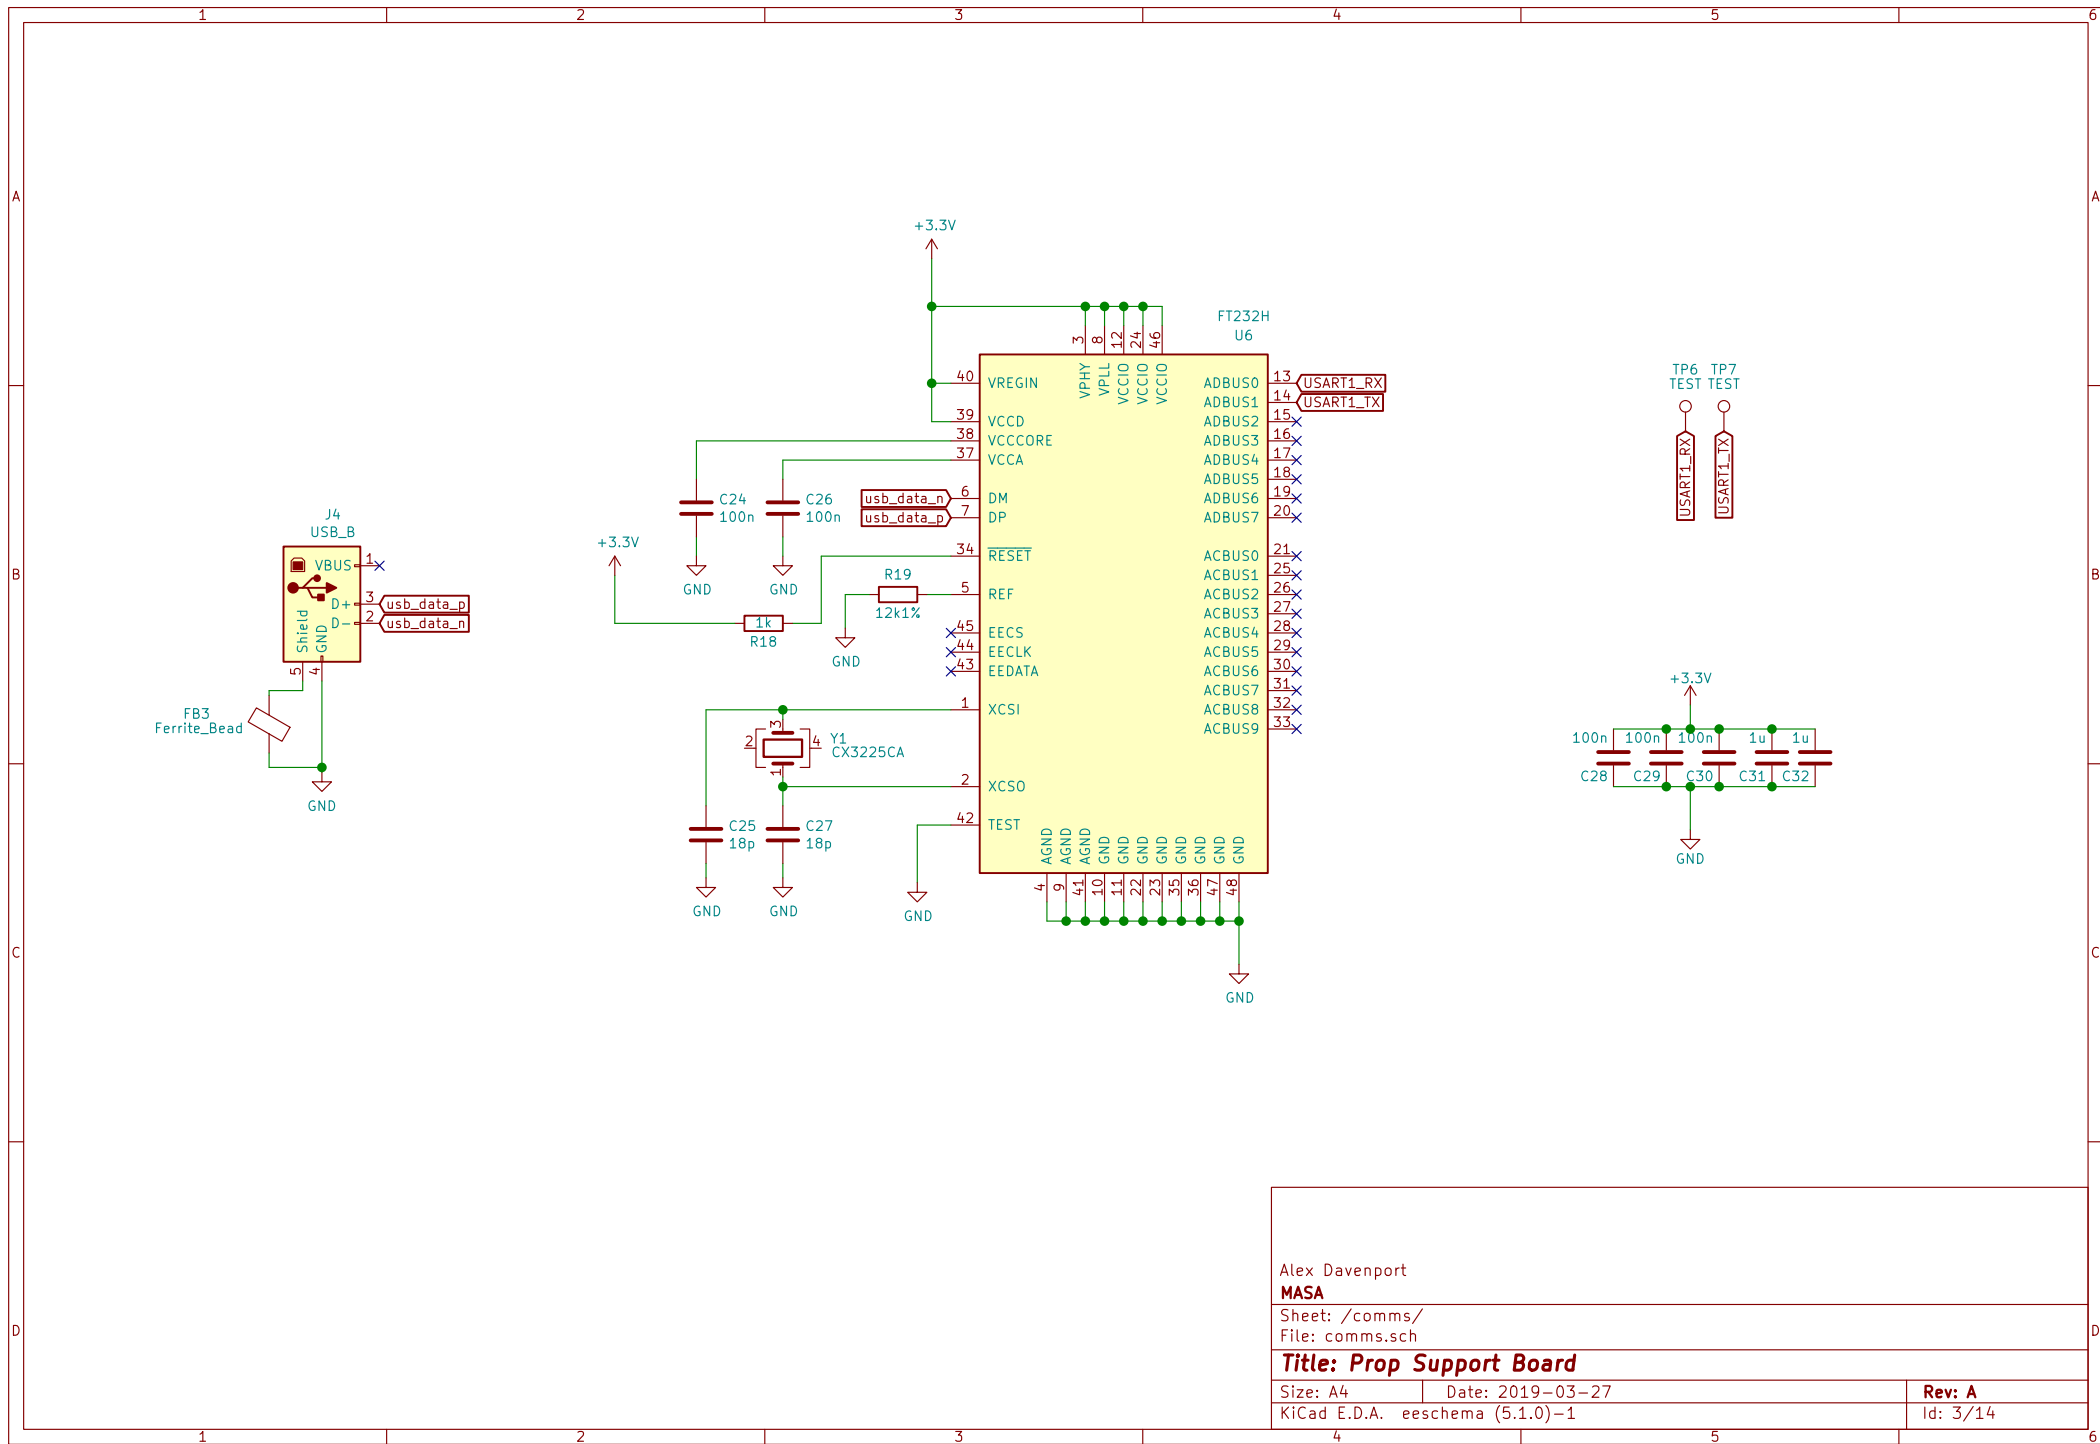 1 2 3 4 5 6
A A
+3.3V
FT232H
U6
3 8 12 24 46
VPHY VPLL VCCIO VCCIO VCCIO
40 VREGIN ADBUS0 13 USART1_RX
ADBUS1 14 USART1_TX
39 VCCD ADBUS2 15
38 VCCCORE ADBUS3 16
37 VCCA ADBUS4 17
ADBUS5 18
usb_data_n 6 DM ADBUS6 19
usb_data_p 7 DP ADBUS7 20
34 RESET ACBUS0 21
ACBUS1 25
5 REF ACBUS2 26
ACBUS3 27
45 EECS ACBUS4 28
44 EECLK ACBUS5 29
43 EEDATA ACBUS6 30
ACBUS7 31
1 XCSI ACBUS8 32
ACBUS9 33
2 XCSO
42 TEST
AGND AGND AGND GND GND GND GND GND GND GND GND
4 9 41 10 11 22 23 35 36 47 48
GND
TP6 TP7
TEST TEST
USART1_RX USART1_TX
C24 C26
100n 100n
GND GND
+3.3V
1k
R18
R19
12k1%
GND
J4
USB_B
VBUS 1
D+ 3 usb_data_p
D- 2 usb_data_n
Shield GND
5 4
FB3
Ferrite_Bead
GND
B B
3
2 4
1
Y1
CX3225CA
C25 C27
18p 18p
GND GND
GND
+3.3V
100n 100n 100n 1u 1u
C28 C29 C30 C31 C32
GND
C C
Alex Davenport
MASA
Sheet: /comms/
File: comms.sch
D D
Title: Prop Support Board
Size: A4 Date: 2019-03-27 Rev: A
KiCad E.D.A. eeschema (5.1.0)-1 Id: 3/14
1 2 3 4 5 6